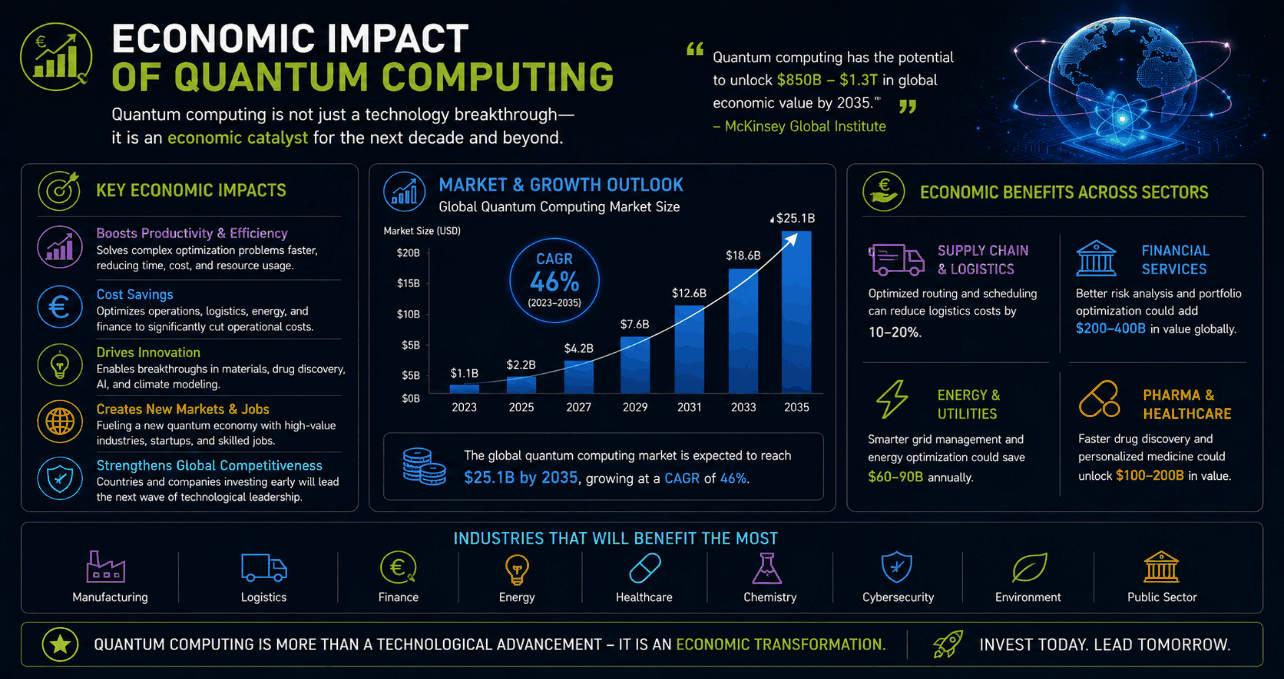 ECONOMIC IMPACT
OF QUANTUM COMPUTING
Quantum computing is not just a technology breakthrough—
it is an economic catalyst for the next decade and beyond.
“ Quantum computing has the potential
to unlock $850B – $1.3T in global
economic value by 2035.” ”
– McKinsey Global Institute
KEY ECONOMIC IMPACTS
Boosts Productivity & Efficiency
Solves complex optimization problems faster,
reducing time, cost, and resource usage.
€
Cost Savings
Optimizes operations, logistics, energy, and
finance to significantly cut operational costs.
Drives Innovation
Enables breakthroughs in materials, drug discovery,
AI, and climate modeling.
Creates New Markets & Jobs
Fueling a new quantum economy with high-value
industries, startups, and skilled jobs.
Strengthens Global Competitiveness
Countries and companies investing early will lead
the next wave of technological leadership.
MARKET & GROWTH OUTLOOK
Global Quantum Computing Market Size
Market Size (USD)
$20B
$15B
$10B
$5B
$5B
$0B
CAGR
46%
(2023–2035)
$1.1B
$2.2B
$4.2B
$7.6B
$12.6B
$18.6B
$25.1B
2023 2025 2027 2029 2031 2033 2035
The global quantum computing market is expected to reach
$25.1B by 2035, growing at a CAGR of 46%.
€
ECONOMIC BENEFITS ACROSS SECTORS
SUPPLY CHAIN
& LOGISTICS
Optimized routing and scheduling
can reduce logistics costs by
10–20%.
FINANCIAL
SERVICES
Better risk analysis and portfolio
optimization could add
$200–400B in value globally.
ENERGY &
UTILITIES
Smarter grid management and
energy optimization could save
$60–90B annually.
PHARMA &
HEALTHCARE
Faster drug discovery and
personalized medicine could
unlock $100–200B in value.
INDUSTRIES THAT WILL BENEFIT THE MOST
€
Manufacturing
Logistics
Finance
Energy
Healthcare
Chemistry
Cybersecurity
Environment
Public Sector
QUANTUM COMPUTING IS MORE THAN A TECHNOLOGICAL ADVANCEMENT – IT IS AN ECONOMIC TRANSFORMATION.
INVEST TODAY. LEAD TOMORROW.